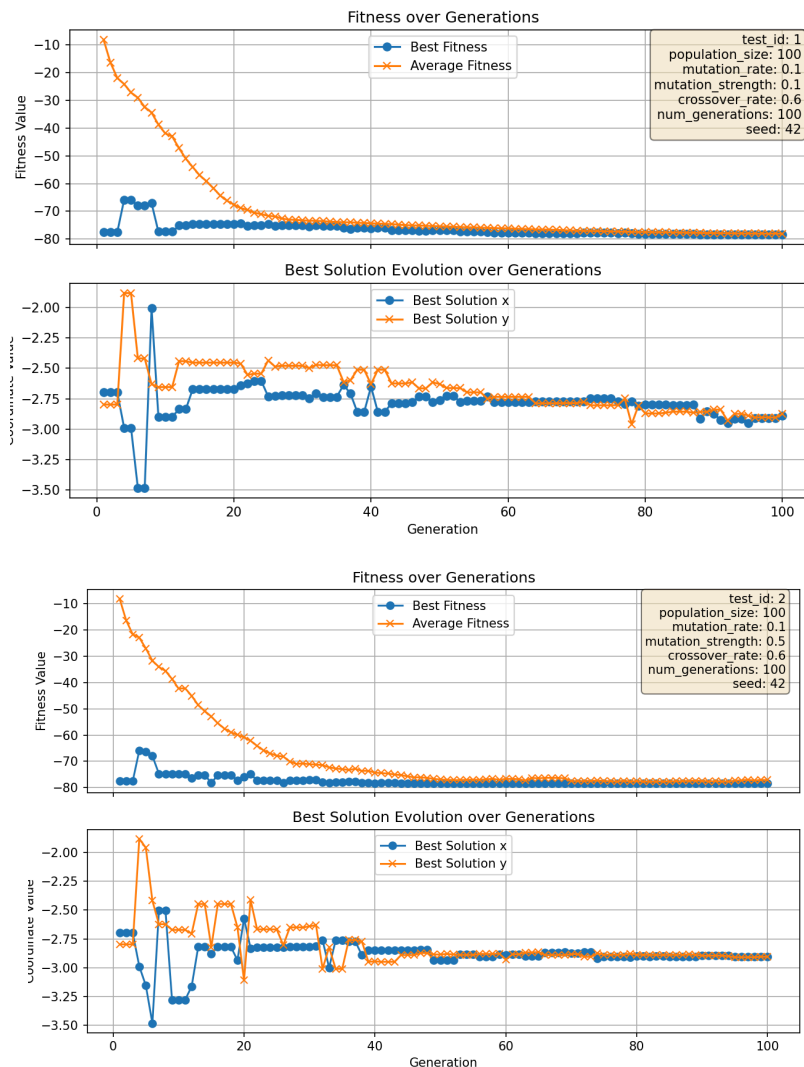 Fitness over Generations
Fitness Value
−10
−20
−30
−40
−50
−60
−70
−80
Best Fitness
Average Fitness
test_id: 1
population_size: 100
mutation_rate: 0.1
mutation_strength: 0.1
crossover_rate: 0.6
num_generations: 100
seed: 42
Best Solution Evolution over Generations
−2.00
−2.25
−2.50
−2.75
−3.00
−3.25
−3.50
Best Solution x
Best Solution y
0 20 40 60 80 100
Generation
Fitness over Generations
Fitness Value
−10
−20
−30
−40
−50
−60
−70
−80
Best Fitness
Average Fitness
test_id: 2
population_size: 100
mutation_rate: 0.1
mutation_strength: 0.5
crossover_rate: 0.6
num_generations: 100
seed: 42
Best Solution Evolution over Generations
−2.00
−2.25
−2.50
−2.75
−3.00
−3.25
−3.50
Best Solution x
Best Solution y
0 20 40 60 80 100
Generation